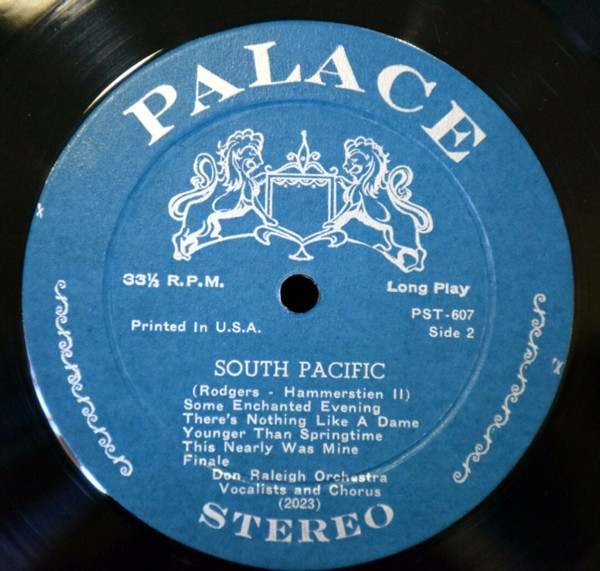 PALACE
33⅓ R.P.M.
Long Play
Printed In U.S.A.
PST-607
Side 2
SOUTH PACIFIC
(Rodgers - Hammerstien II)
Some Enchanted Evening
There's Nothing Like A Dame
Younger Than Springtime
This Nearly Was Mine
Finale
Don Raleigh Orchestra
Vocalists and Chorus
(2023)
STEREO